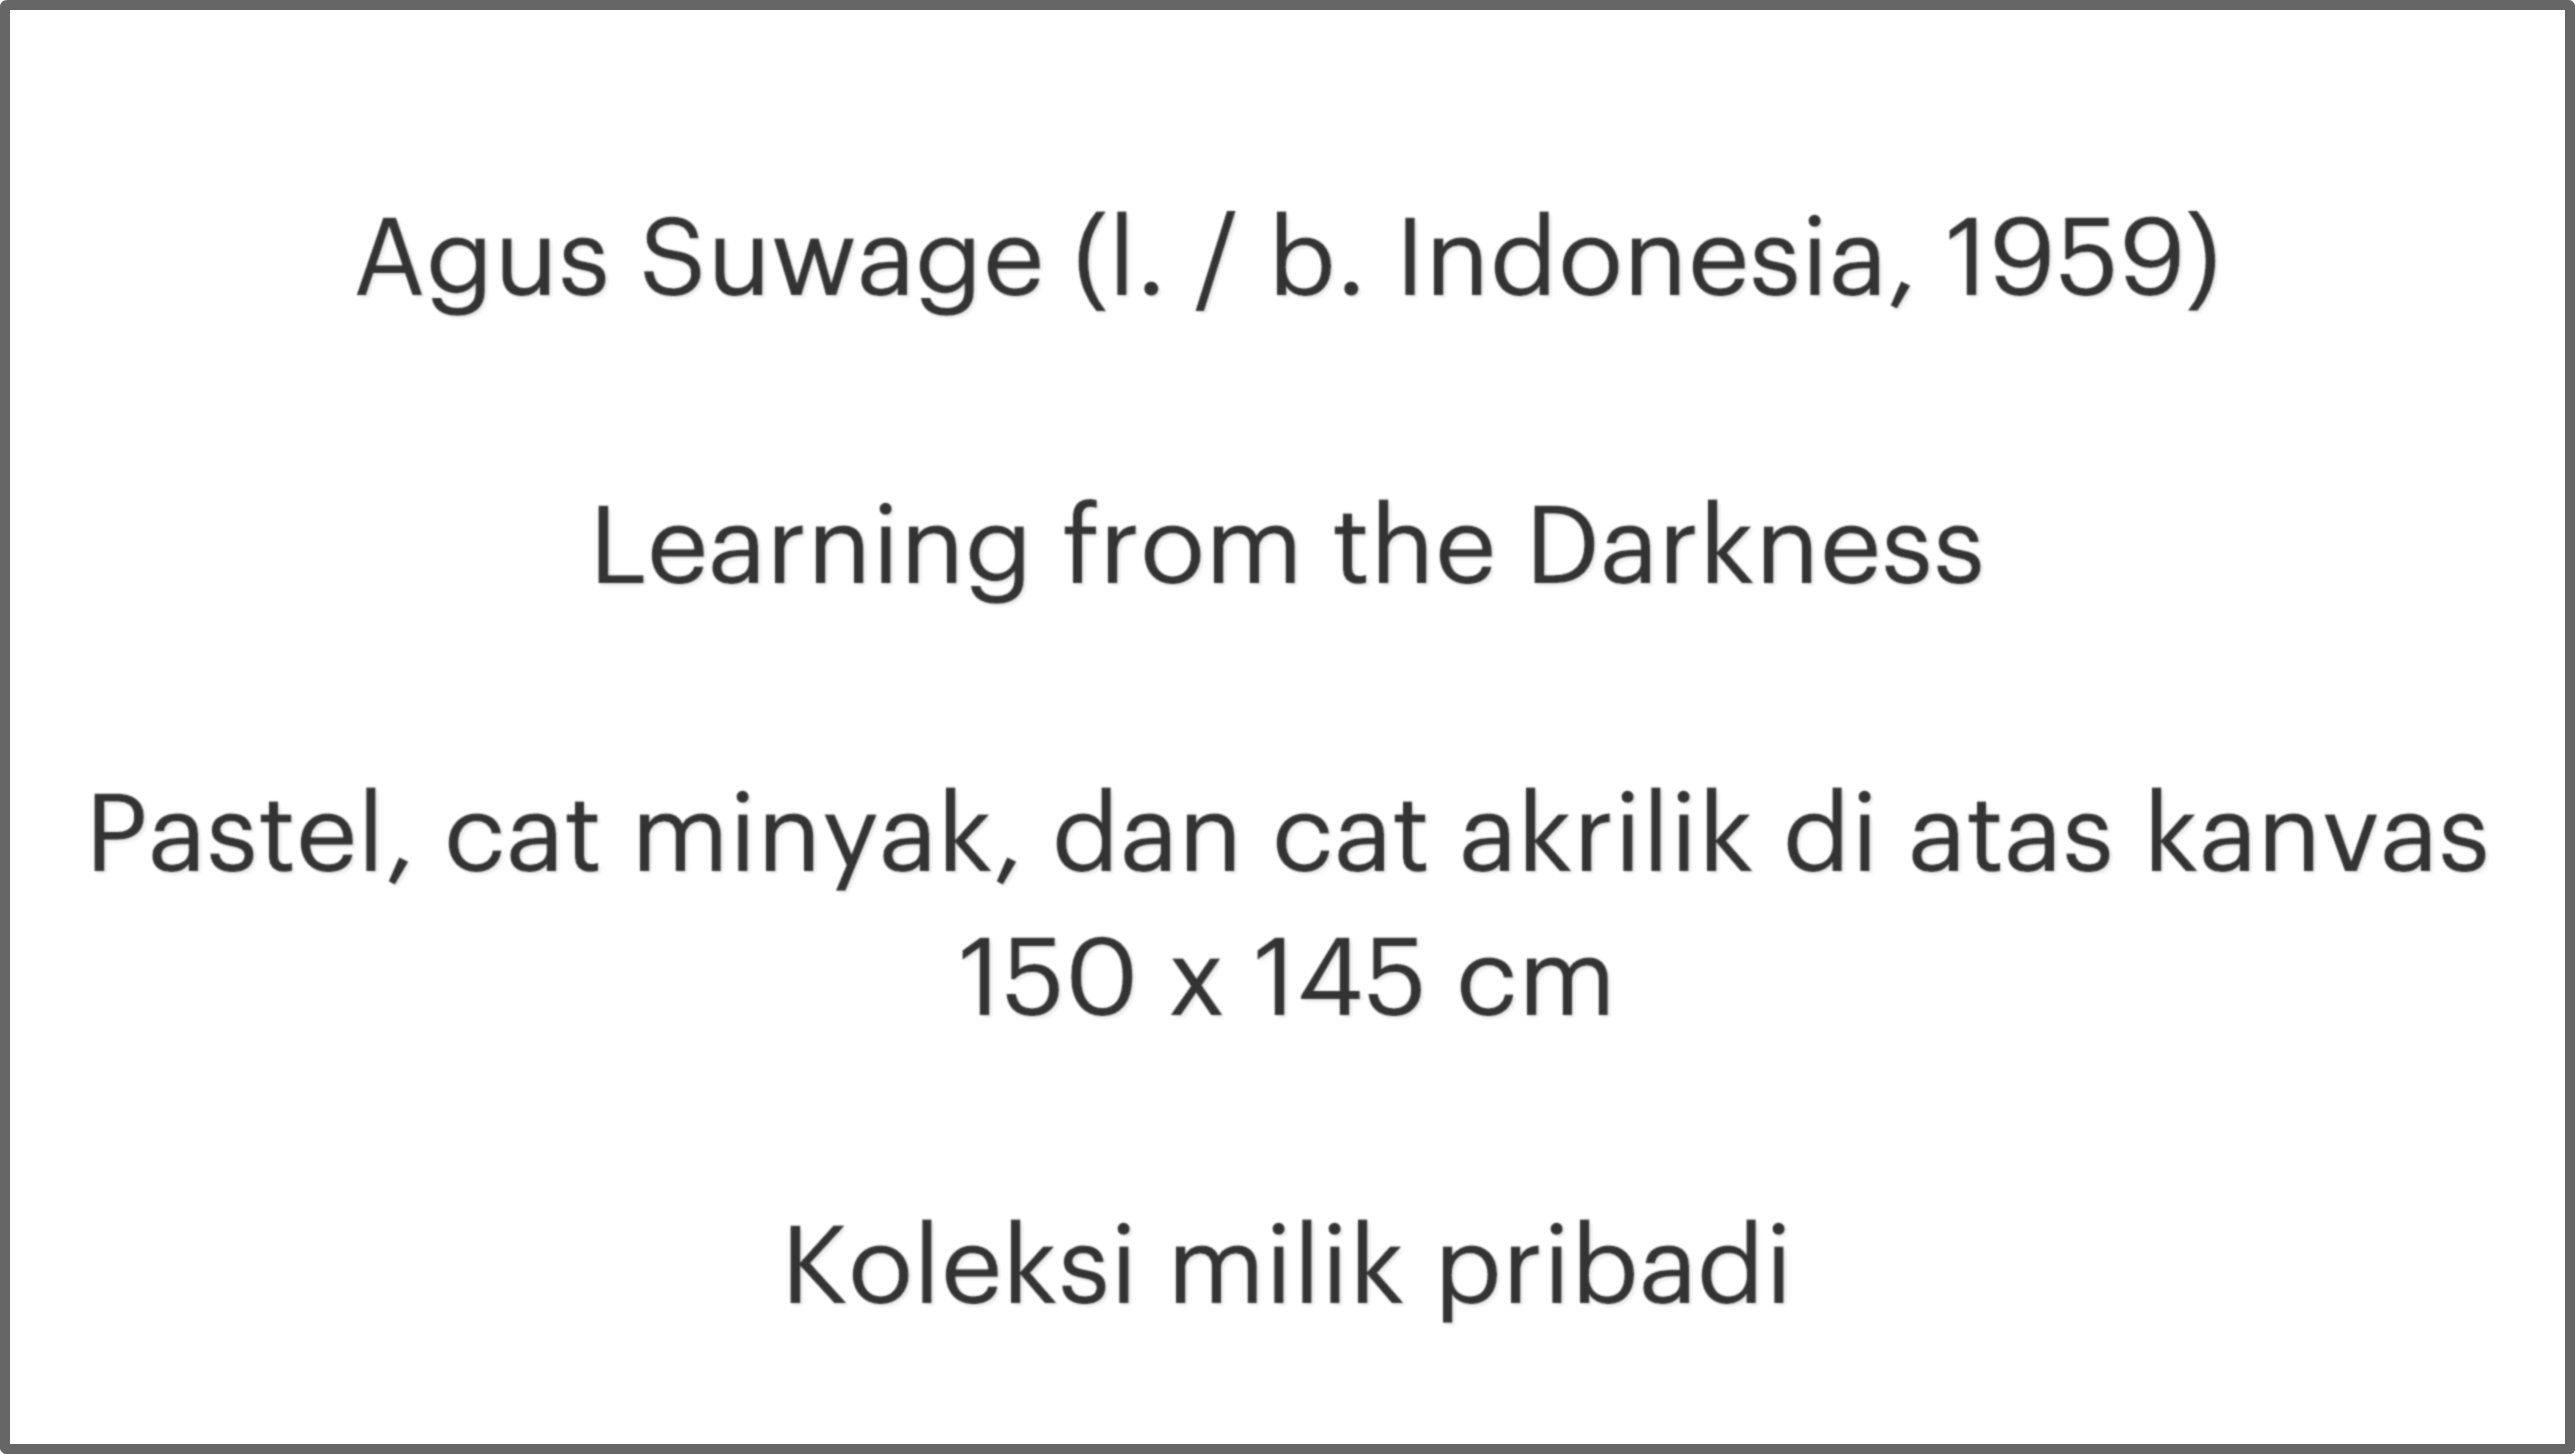 Agus Suwage (l. / b. Indonesia, 1959)
Learning from the Darkness
Pastel, cat minyak, dan cat akrilik di atas kanvas
150 x 145 cm
Koleksi milik pribadi